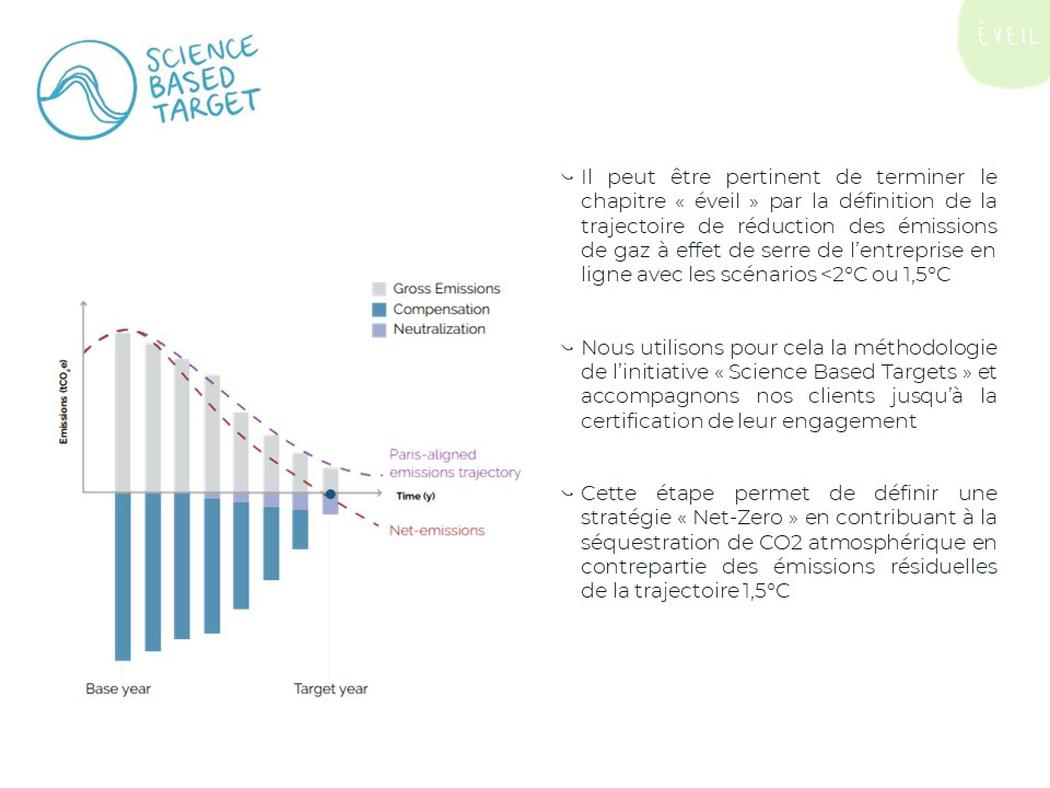 SCIENCE
BASED
TARGET
ÉVEIL
Il peut être pertinent de terminer le
chapitre « éveil » par la définition de la
trajectoire de réduction des émissions
de gaz à effet de serre de l’entreprise en
ligne avec les scénarios <2°C ou 1,5°C
Nous utilisons pour cela la méthodologie
de l’initiative « Science Based Targets » et
accompagnons nos clients jusqu’à la
certification de leur engagement
Cette étape permet de définir une
stratégie « Net-Zero » en contribuant à la
séquestration de CO2 atmosphérique en
contrepartie des émissions résiduelles
de la trajectoire 1,5°C
Gross Emissions
Compensation
Neutralization
Emissions (tCO₂e)
Paris-aligned
emissions trajectory
Time (y)
Net-emissions
Base year
Target year